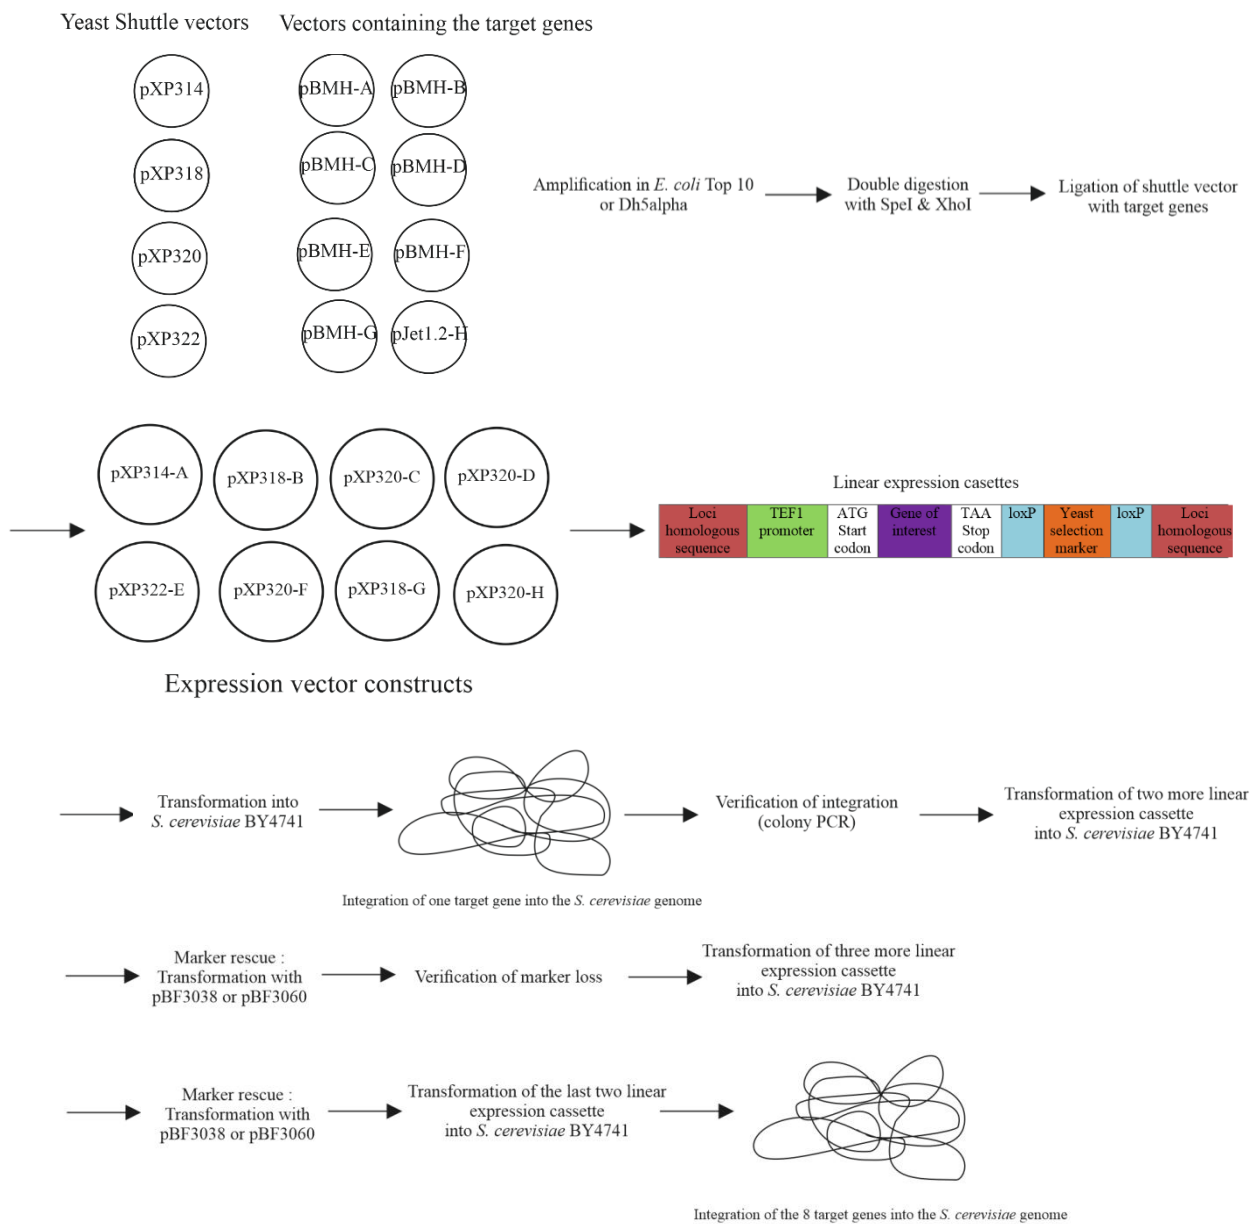 Yeast Shuttle vectors
Vectors containing the target genes
pXP314
pBMH-A
pBMH-B
pXP318
pBMH-C
pBMH-D
pXP320
pBMH-E
pBMH-F
pXP322
pBMH-G
pJet1.2-H
Amplification in E. coli Top 10
or Dh5alpha
Double digestion
with SpeI & XhoI
Ligation of shuttle vector
with target genes
pXP314-A
pXP318-B
pXP320-C
pXP320-D
pXP322-E
pXP320-F
pXP318-G
pXP320-H
Expression vector constructs
Linear expression casettes
Loci
homologous
sequence
TEF1
promoter
ATG
Start
codon
Gene of
interest
TAA
Stop
codon
loxP
Yeast
selection
marker
loxP
Loci
homologous
sequence
Transformation into
S. cerevisiae BY4741
Integration of one target gene into the S. cerevisiae genome
Verification of integration
(colony PCR)
Transformation of two more linear
expression cassette
into S. cerevisiae BY4741
Marker rescue :
Transformation with
pBF3038 or pBF3060
Verification of marker loss
Transformation of three more linear
expression cassette
into S. cerevisiae BY4741
Marker rescue :
Transformation with
pBF3038 or pBF3060
Transformation of the last two linear
expression cassette
into S. cerevisiae BY4741
Integration of the 8 target genes into the S. cerevisiae genome